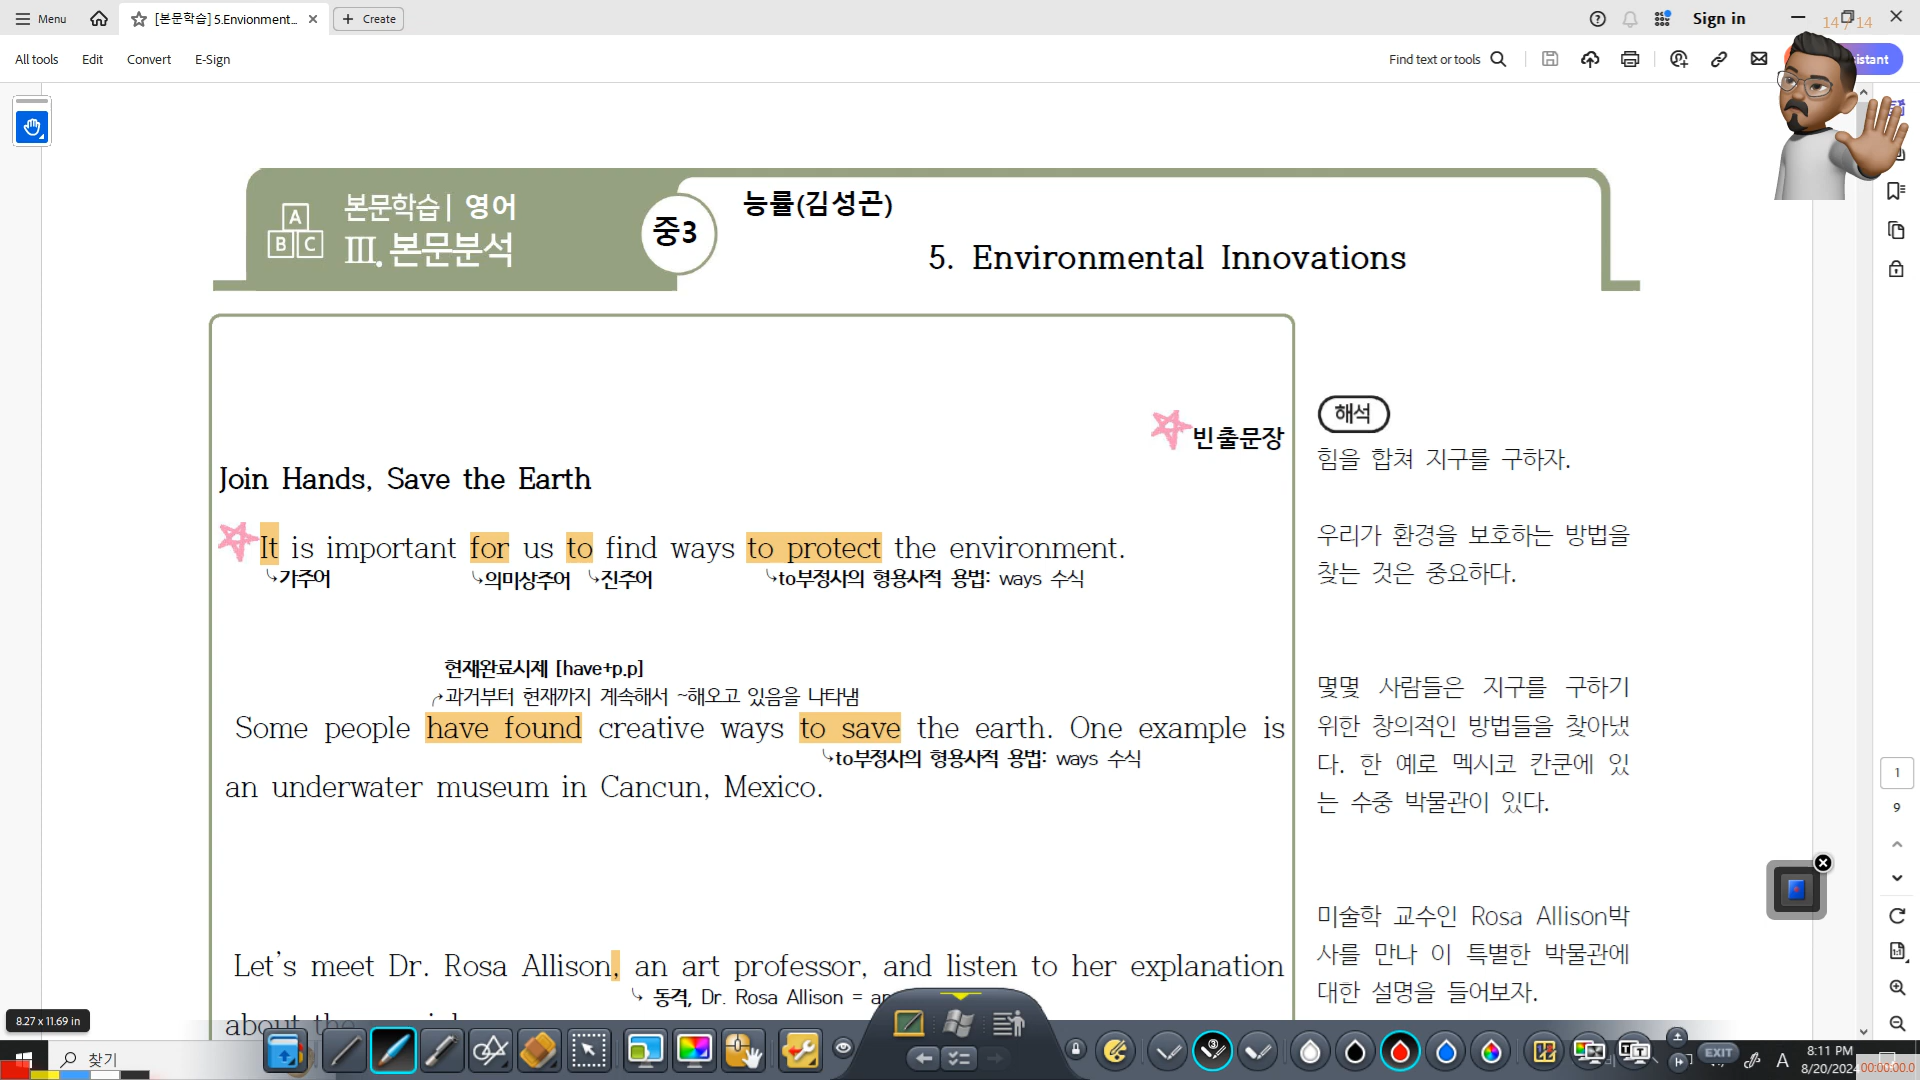 Menu
[본문학습] 5.Envionment...
Create
Sign in
14 / 14
All tools
Edit
Convert
E-Sign
Find text or tools
istant
본문학습 | 영어
Ⅲ. 본문분석
A
B C
중3
능률(김성곤)
5. Environmental Innovations
빈출문장
Join Hands, Save the Earth
It is important for us to find ways to protect the environment.
가주어
의미상주어
진주어
to부정사의 형용사적 용법: ways 수식
현재완료시제 [have+p.p]
과거부터 현재까지 계속해서 ~해오고 있음을 나타냄
Some people have found creative ways to save the earth. One example is
to부정사의 형용사적 용법: ways 수식
an underwater museum in Cancun, Mexico.
Let's meet Dr. Rosa Allison, an art professor, and listen to her explanation
동격, Dr. Rosa Allison = ar
about the
해석
힘을 합쳐 지구를 구하자.
우리가 환경을 보호하는 방법을
찾는 것은 중요하다.
몇몇 사람들은 지구를 구하기
위한 창의적인 방법들을 찾아냈
다. 한 예로 멕시코 칸쿤에 있
는 수중 박물관이 있다.
미술학 교수인 Rosa Allison박
사를 만나 이 특별한 박물관에
대한 설명을 들어보자.
1
9
8.27 x 11.69 in
찾기
EXIT
A
8:11 PM
8/20/2024
00:00:00.0